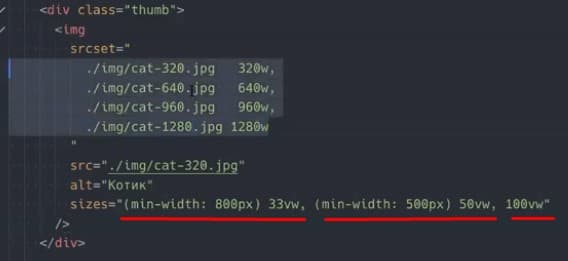 <div class="thumb">
<img
srcset="
./img/cat-320.jpg 320w,
./img/cat-640.jpg 640w,
./img/cat-960.jpg 960w,
./img/cat-1280.jpg 1280w
"
src="./img/cat-320.jpg"
alt="Котик"
sizes="(min-width: 800px) 33vw, (min-width: 500px) 50vw, 100vw"
/>
</div>